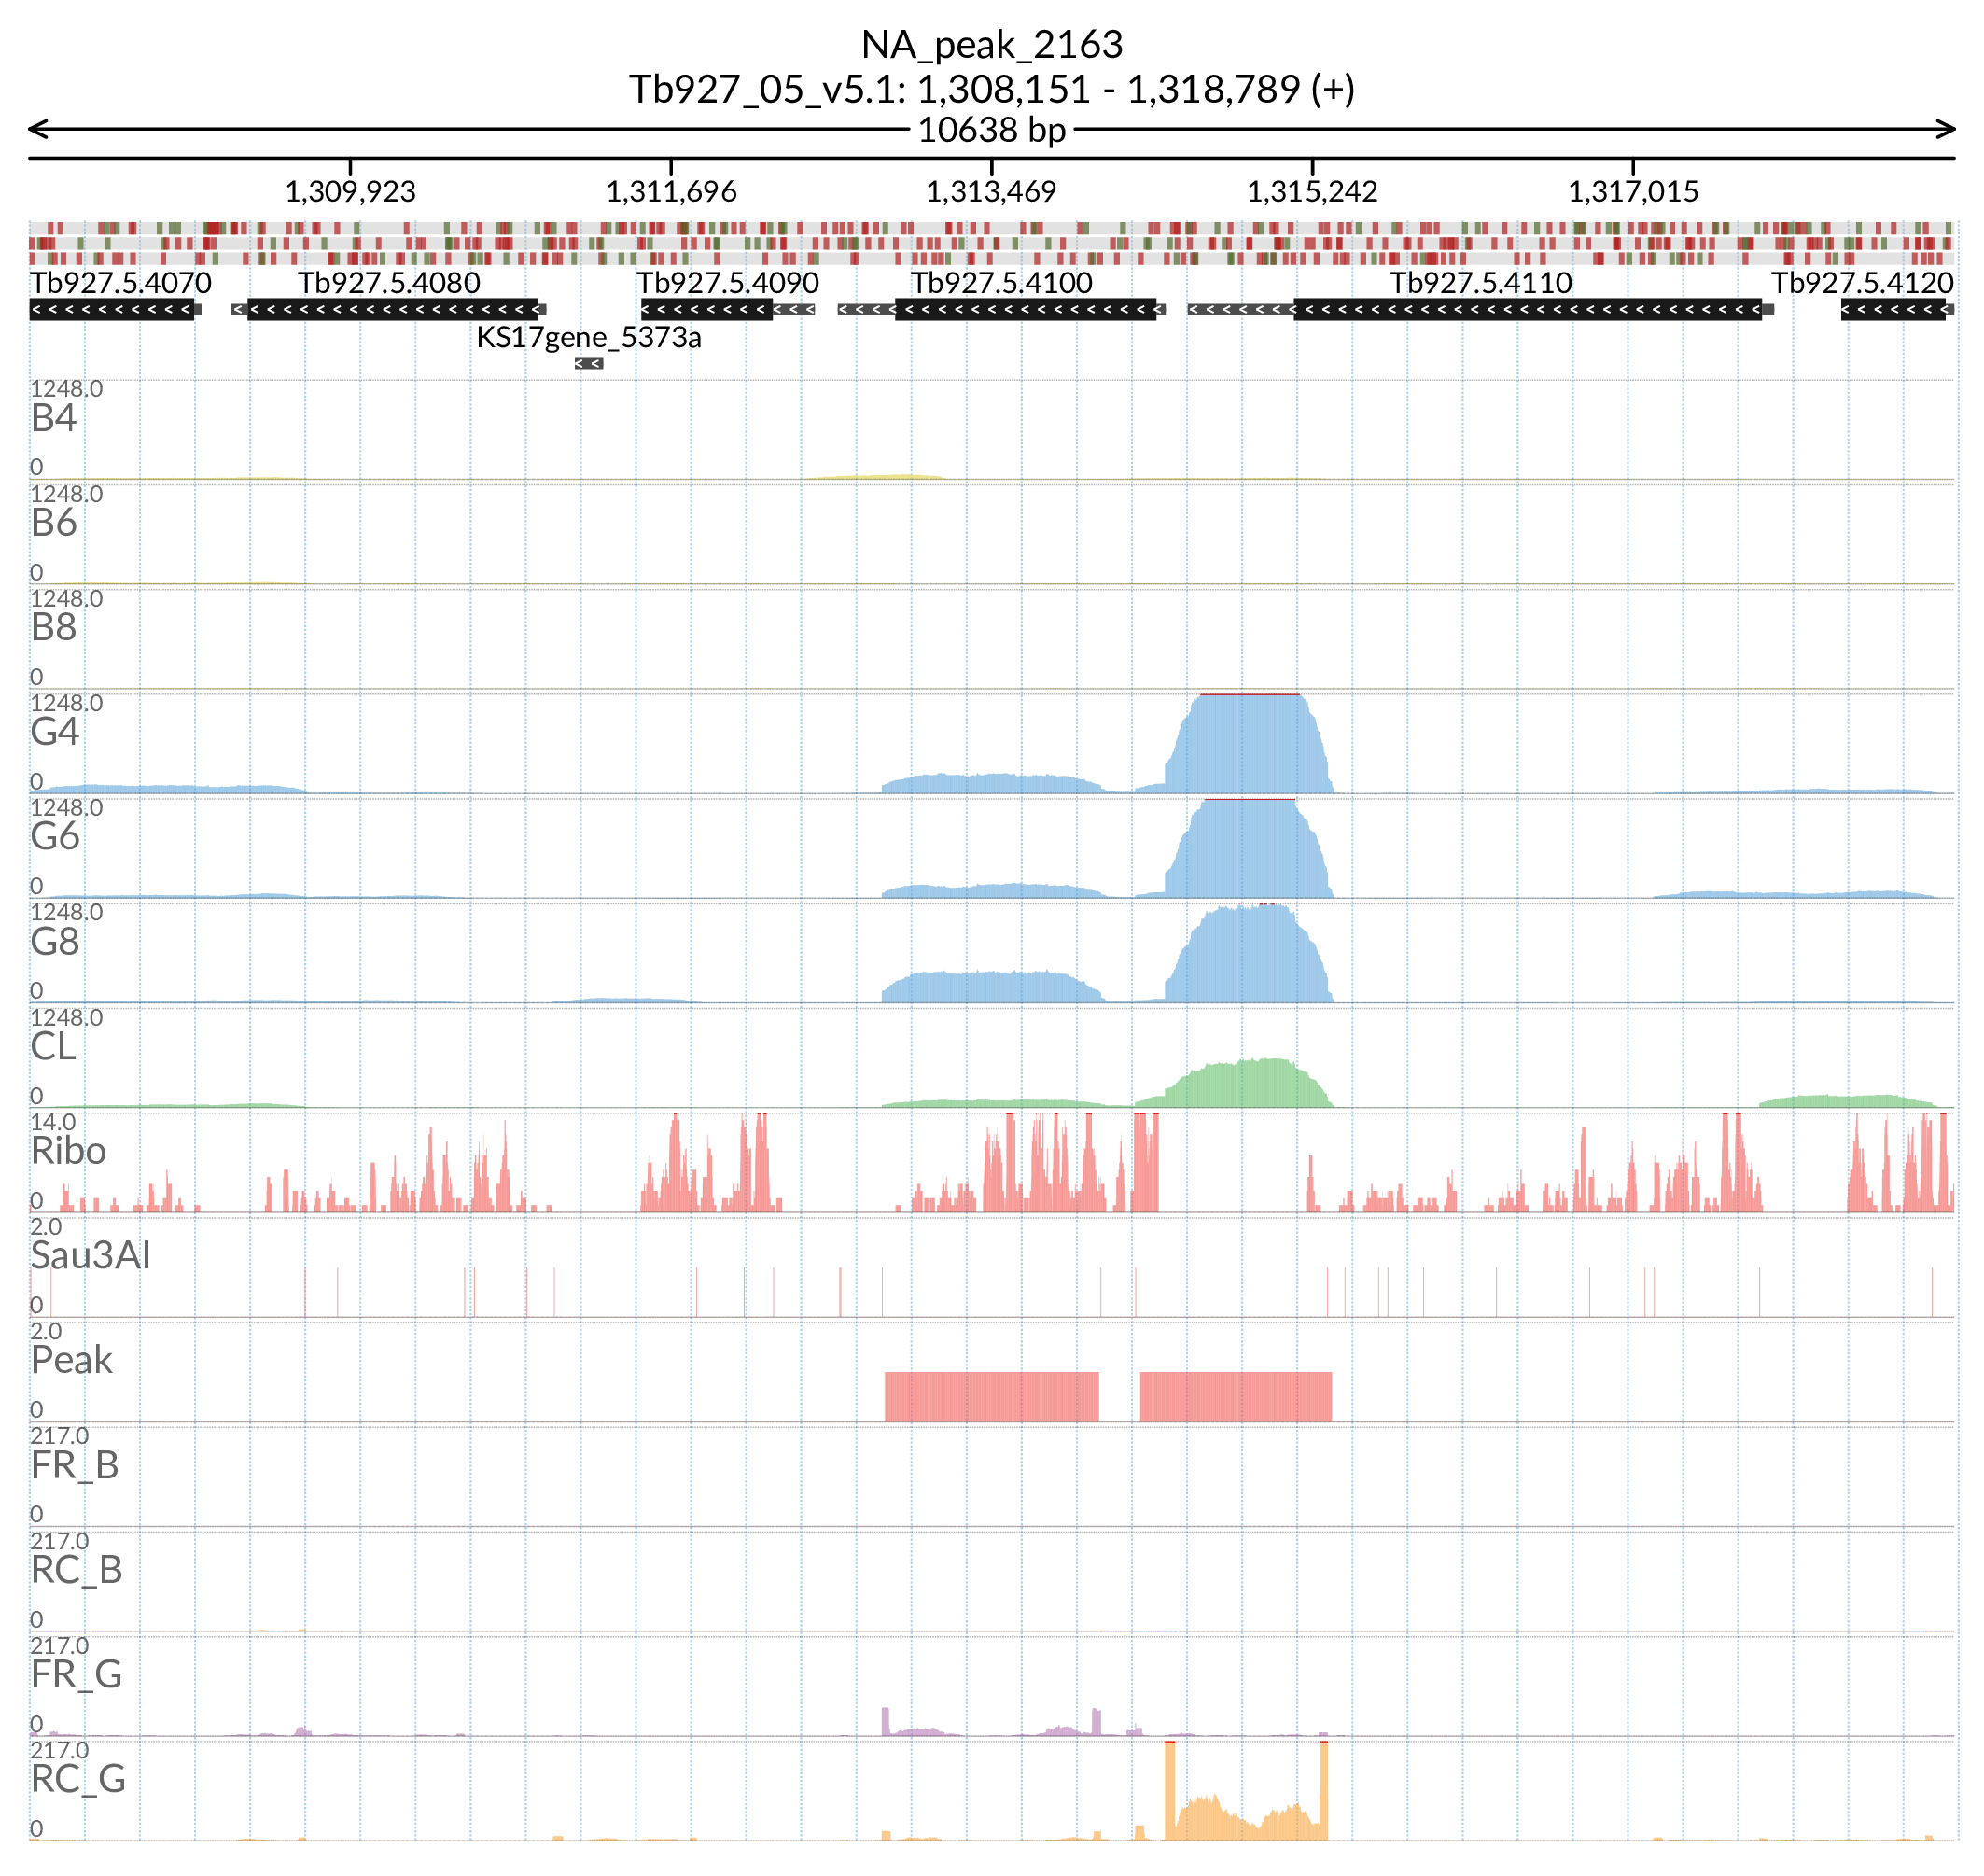 NA_peak_2163
Tb927_05_v5.1: 1,308,151 - 1,318,789 (+)
10638 bp
1,309,923 1,311,696 1,313,469 1,315,242 1,317,015
Tb927.5.4070 Tb927.5.4080 Tb927.5.4090 Tb927.5.4100 Tb927.5.4110 Tb927.5.4120
KS17gene_5373a
1248.0
B4
0
1248.0
B6
0
1248.0
B8
0
1248.0
G4
0
1248.0
G6
0
1248.0
G8
0
1248.0
CL
0
14.0
Ribo
0
2.0
Sau3AI
0
2.0
Peak
0
217.0
FR_B
0
217.0
RC_B
0
217.0
FR_G
0
217.0
RC_G
0